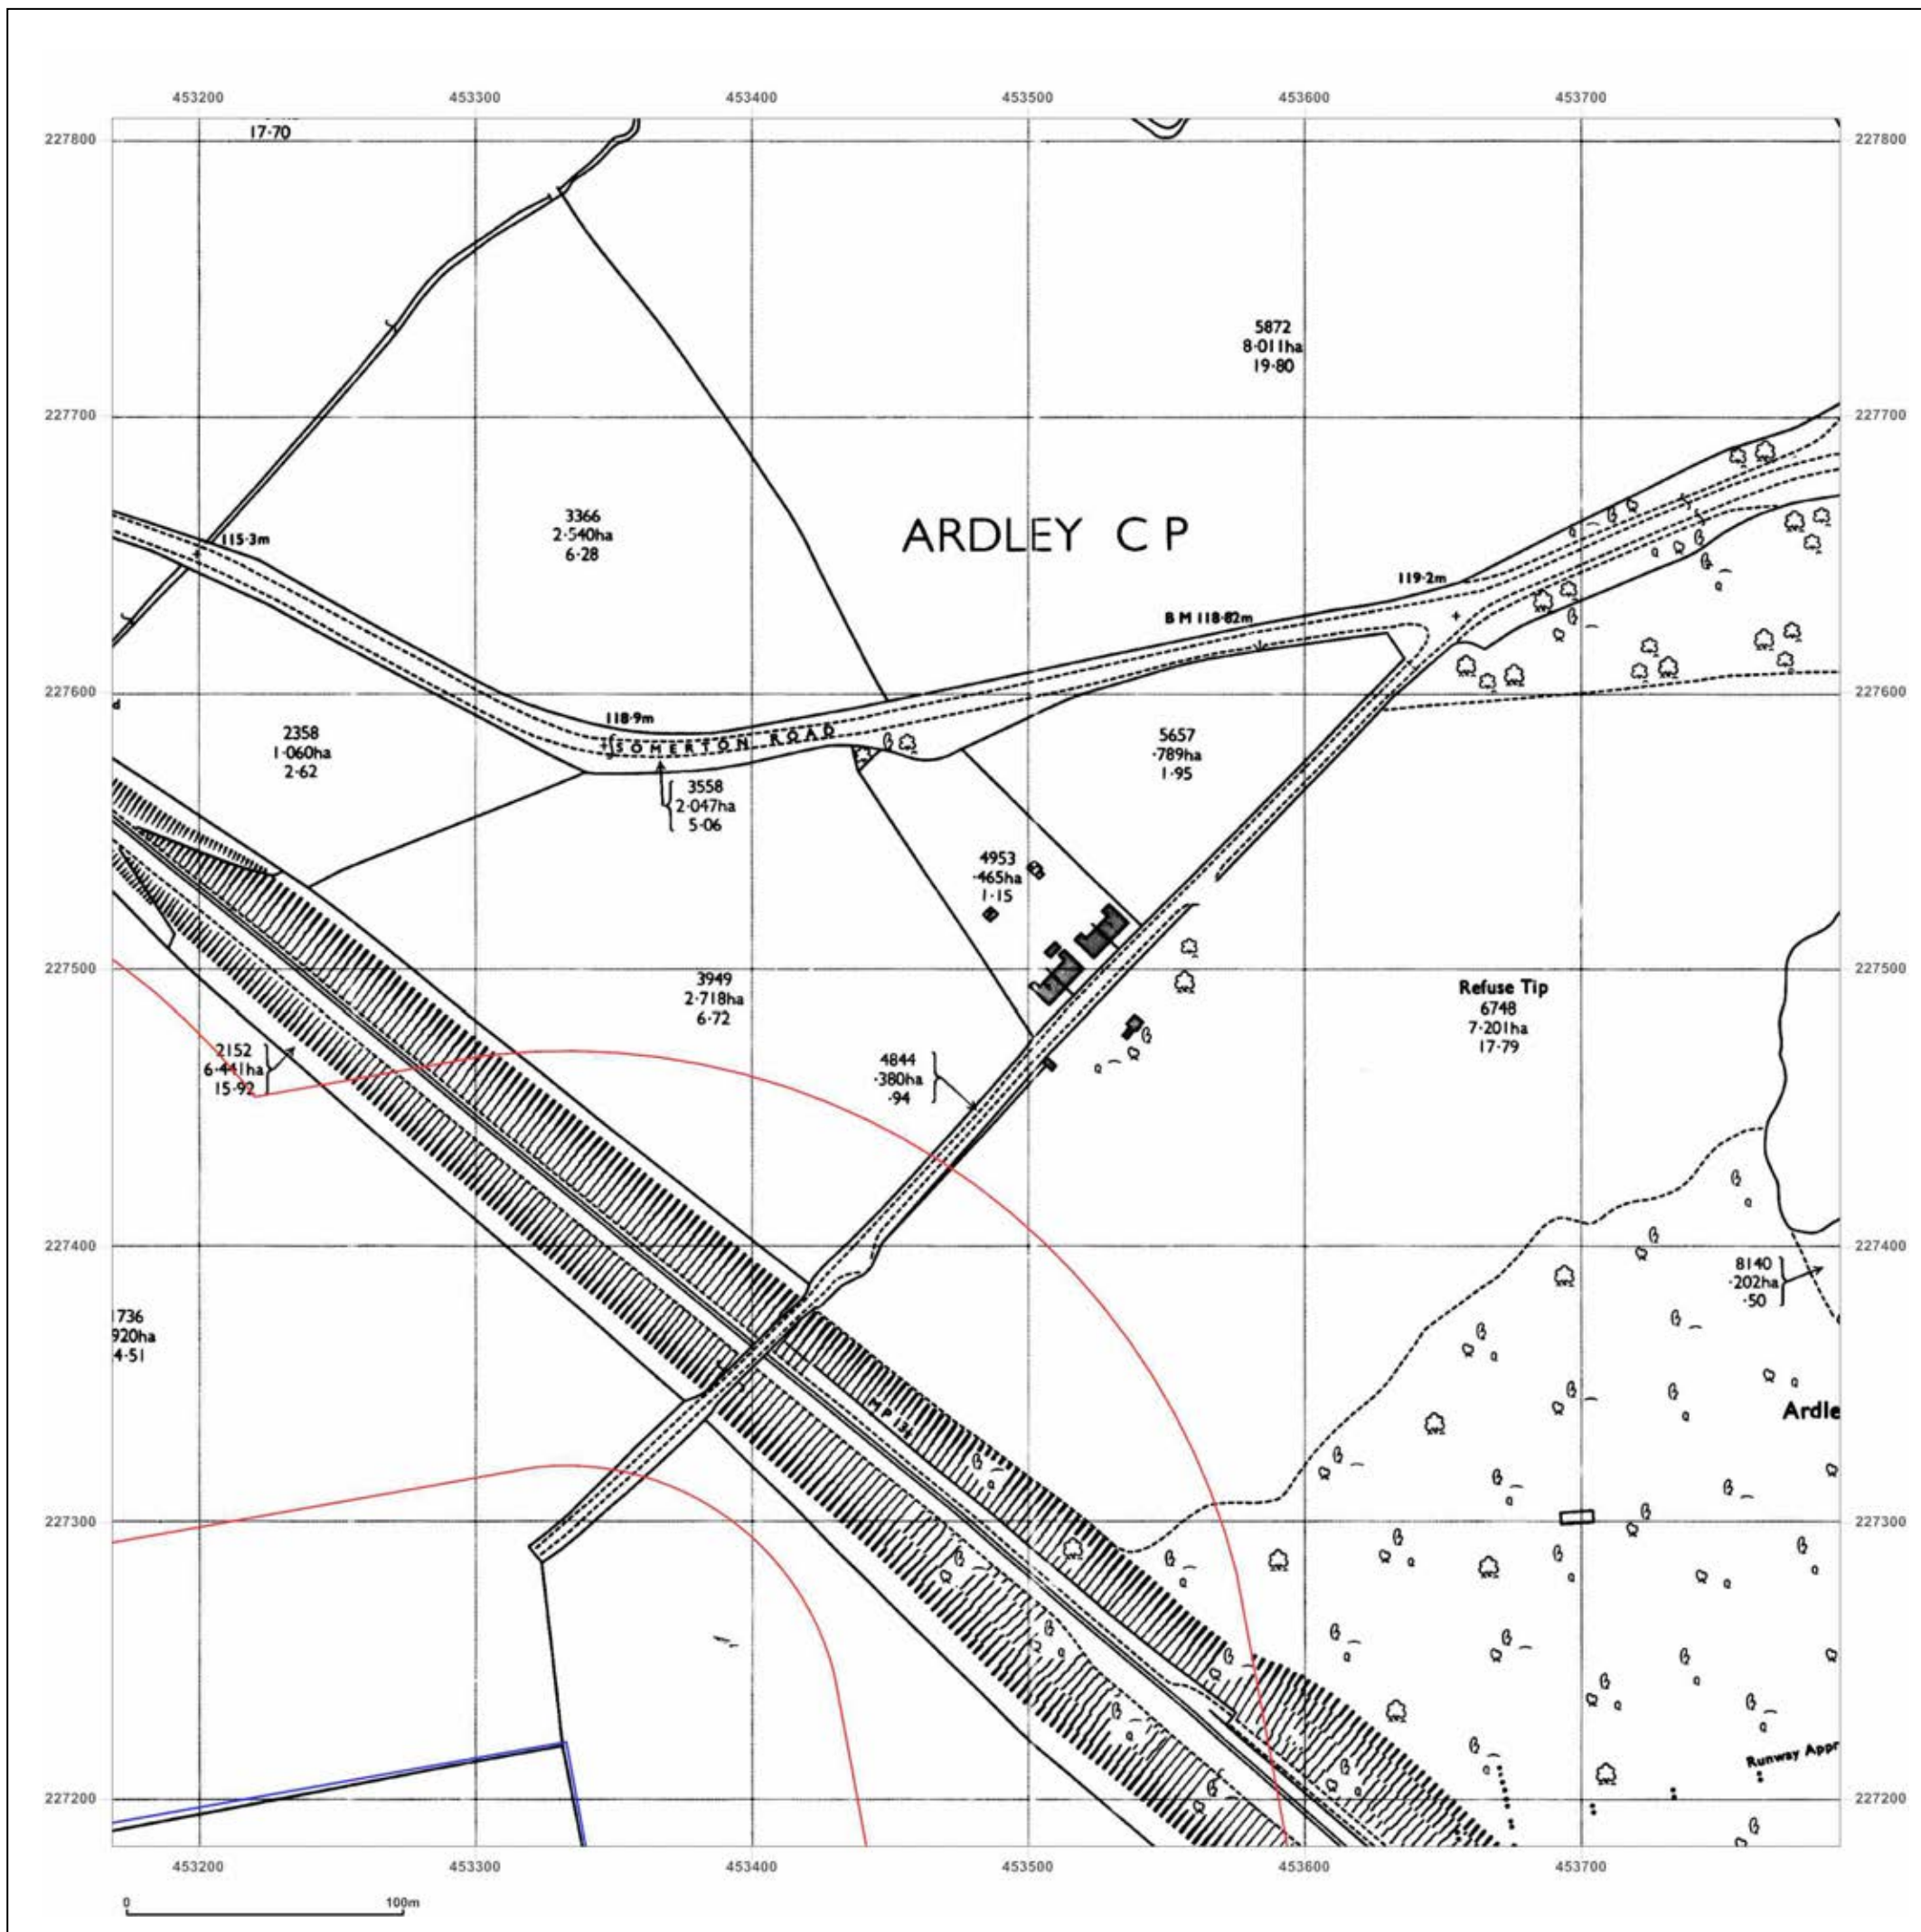 453200 453300 453400 453500 453600 453700
227800 227800
17·70
5872
8·011ha
19·80
227700 227700
3366
2·540ha
6·28
ARDLEY C P
115·3m
119·2m
B M 118·82m
227600 227600
118·9m
SOMERTON ROAD
d
2358
1·060ha
2·62
5657
·789ha
1·95
3558
2·047ha
5·06
4953
·465ha
1·15
227500 227500
3949
2·718ha
6·72
Refuse Tip
6748
7·201ha
17·79
2152
6·441ha
15·92
4844
·380ha
·94
227400 227400
8140
·202ha
·50
1736
920ha
4·51
M P
Ardle
227300 227300
Runway Appr
227200 227200
453200 453300 453400 453500 453600 453700
0 100m